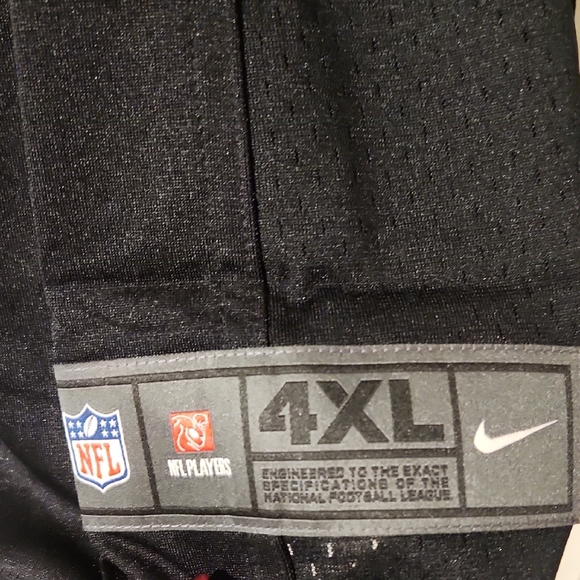 NFL
NFL PLAYERS
4XL
ENGINEERED TO THE EXACT
SPECIFICATIONS OF THE
NATIONAL FOOTBALL LEAGUE.